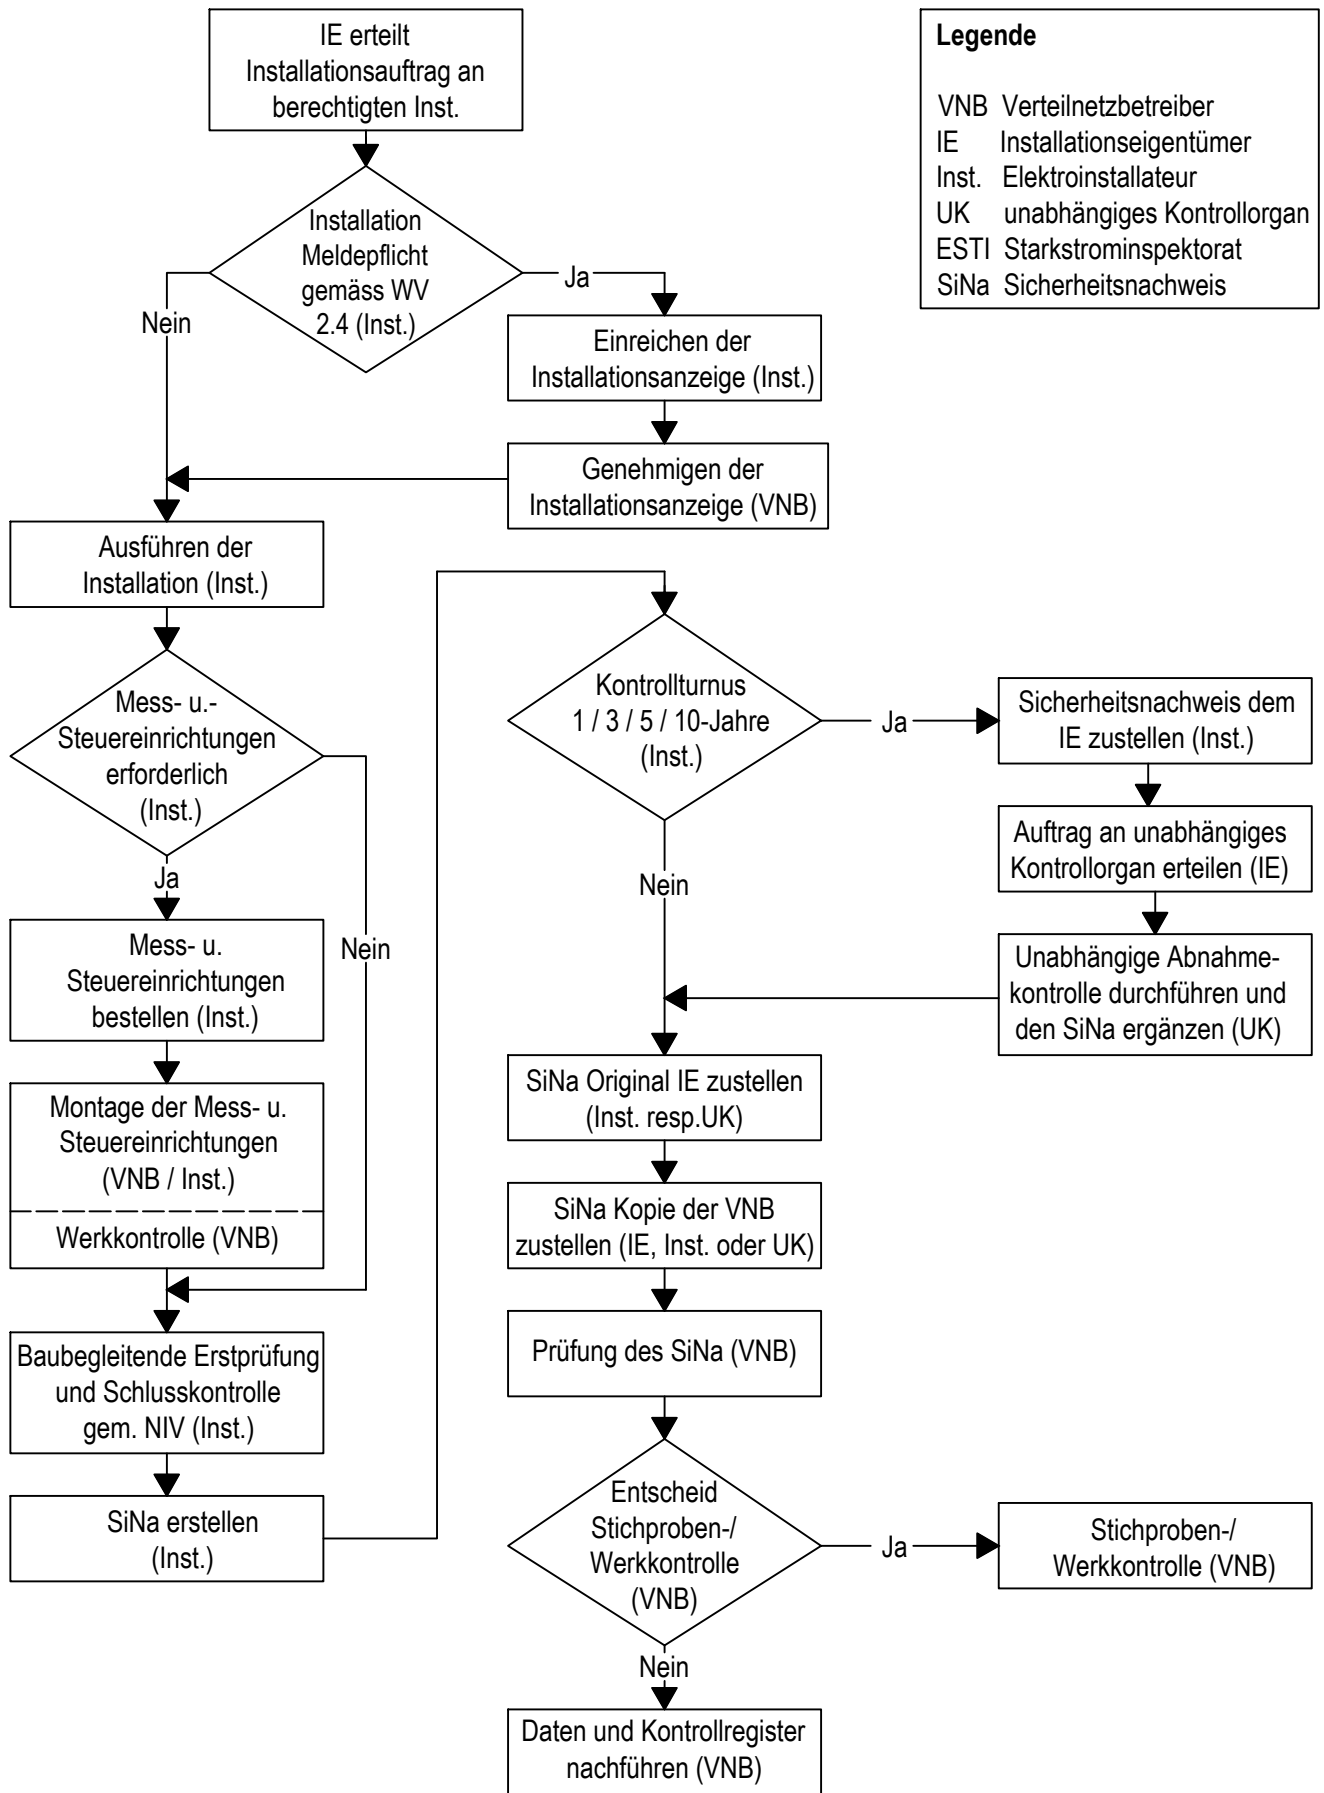 IE erteilt
Installationsauftrag an
berechtigten Inst.
Legende
VNB Verteilnetzbetreiber
IE Installationseigentümer
Inst. Elektroinstallateur
UK unabhängiges Kontrollorgan
ESTI Starkstrominspektorat
SiNa Sicherheitsnachweis
Installation
Meldepflicht
gemäss WV
2.4 (Inst.)
Ja
Nein
Einreichen der
Installationsanzeige (Inst.)
Genehmigen der
Installationsanzeige (VNB)
Ausführen der
Installation (Inst.)
Mess- u.-
Steuereinrichtungen
erforderlich
(Inst.)
Ja
Nein
Mess- u.
Steuereinrichtungen
bestellen (Inst.)
Montage der Mess- u.
Steuereinrichtungen
(VNB / Inst.)
Werkkontrolle (VNB)
Baubegleitende Erstprüfung
und Schlusskontrolle
gem. NIV (Inst.)
SiNa erstellen
(Inst.)
Kontrollturnus
1 / 3 / 5 / 10-Jahre
(Inst.)
Ja
Nein
Sicherheitsnachweis dem
IE zustellen (Inst.)
Auftrag an unabhängiges
Kontrollorgan erteilen (IE)
Unabhängige Abnahme-
kontrolle durchführen und
den SiNa ergänzen (UK)
SiNa Original IE zustellen
(Inst. resp.UK)
SiNa Kopie der VNB
zustellen (IE, Inst. oder UK)
Prüfung des SiNa (VNB)
Entscheid
Stichproben-/
Werkkontrolle
(VNB)
Ja
Stichproben-/
Werkkontrolle (VNB)
Nein
Daten und Kontrollregister
nachführen (VNB)